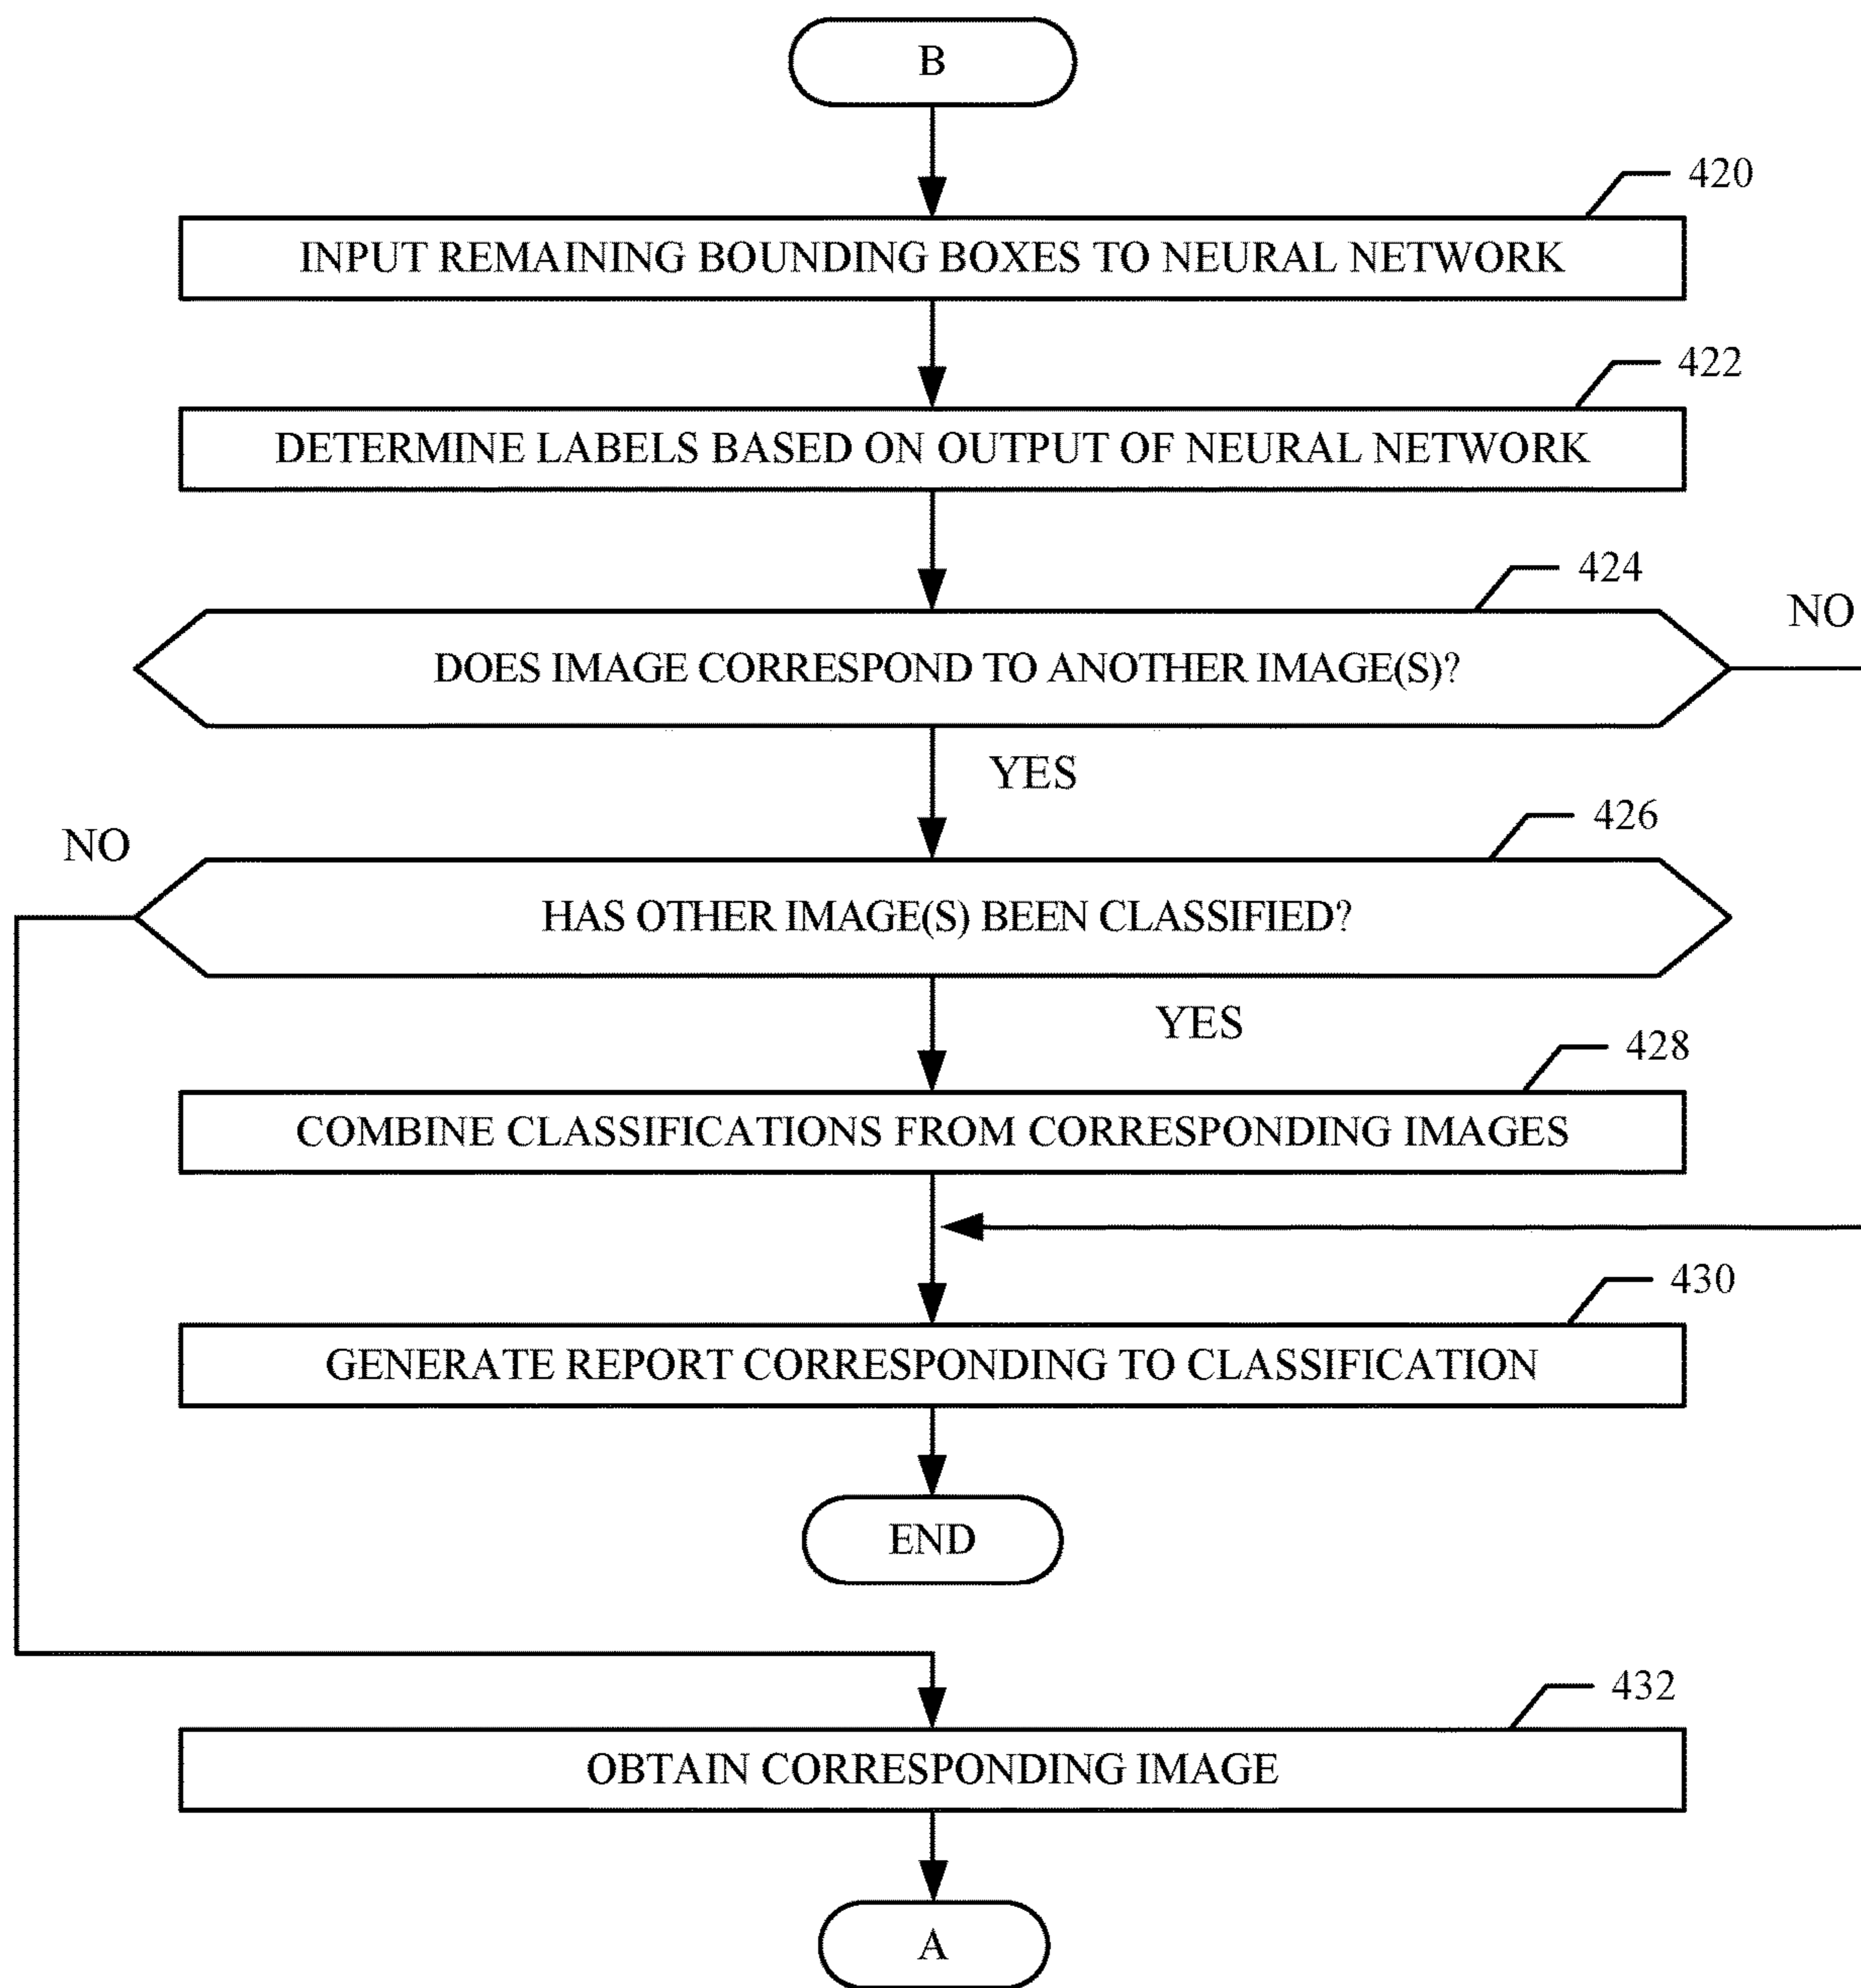 B
420
INPUT REMAINING BOUNDING BOXES TO NEURAL NETWORK
422
DETERMINE LABELS BASED ON OUTPUT OF NEURAL NETWORK
424
NO
DOES IMAGE CORRESPOND TO ANOTHER IMAGE(S)?
YES
426
NO
HAS OTHER IMAGE(S) BEEN CLASSIFIED?
YES
428
COMBINE CLASSIFICATIONS FROM CORRESPONDING IMAGES
430
GENERATE REPORT CORRESPONDING TO CLASSIFICATION
END
432
OBTAIN CORRESPONDING IMAGE
A